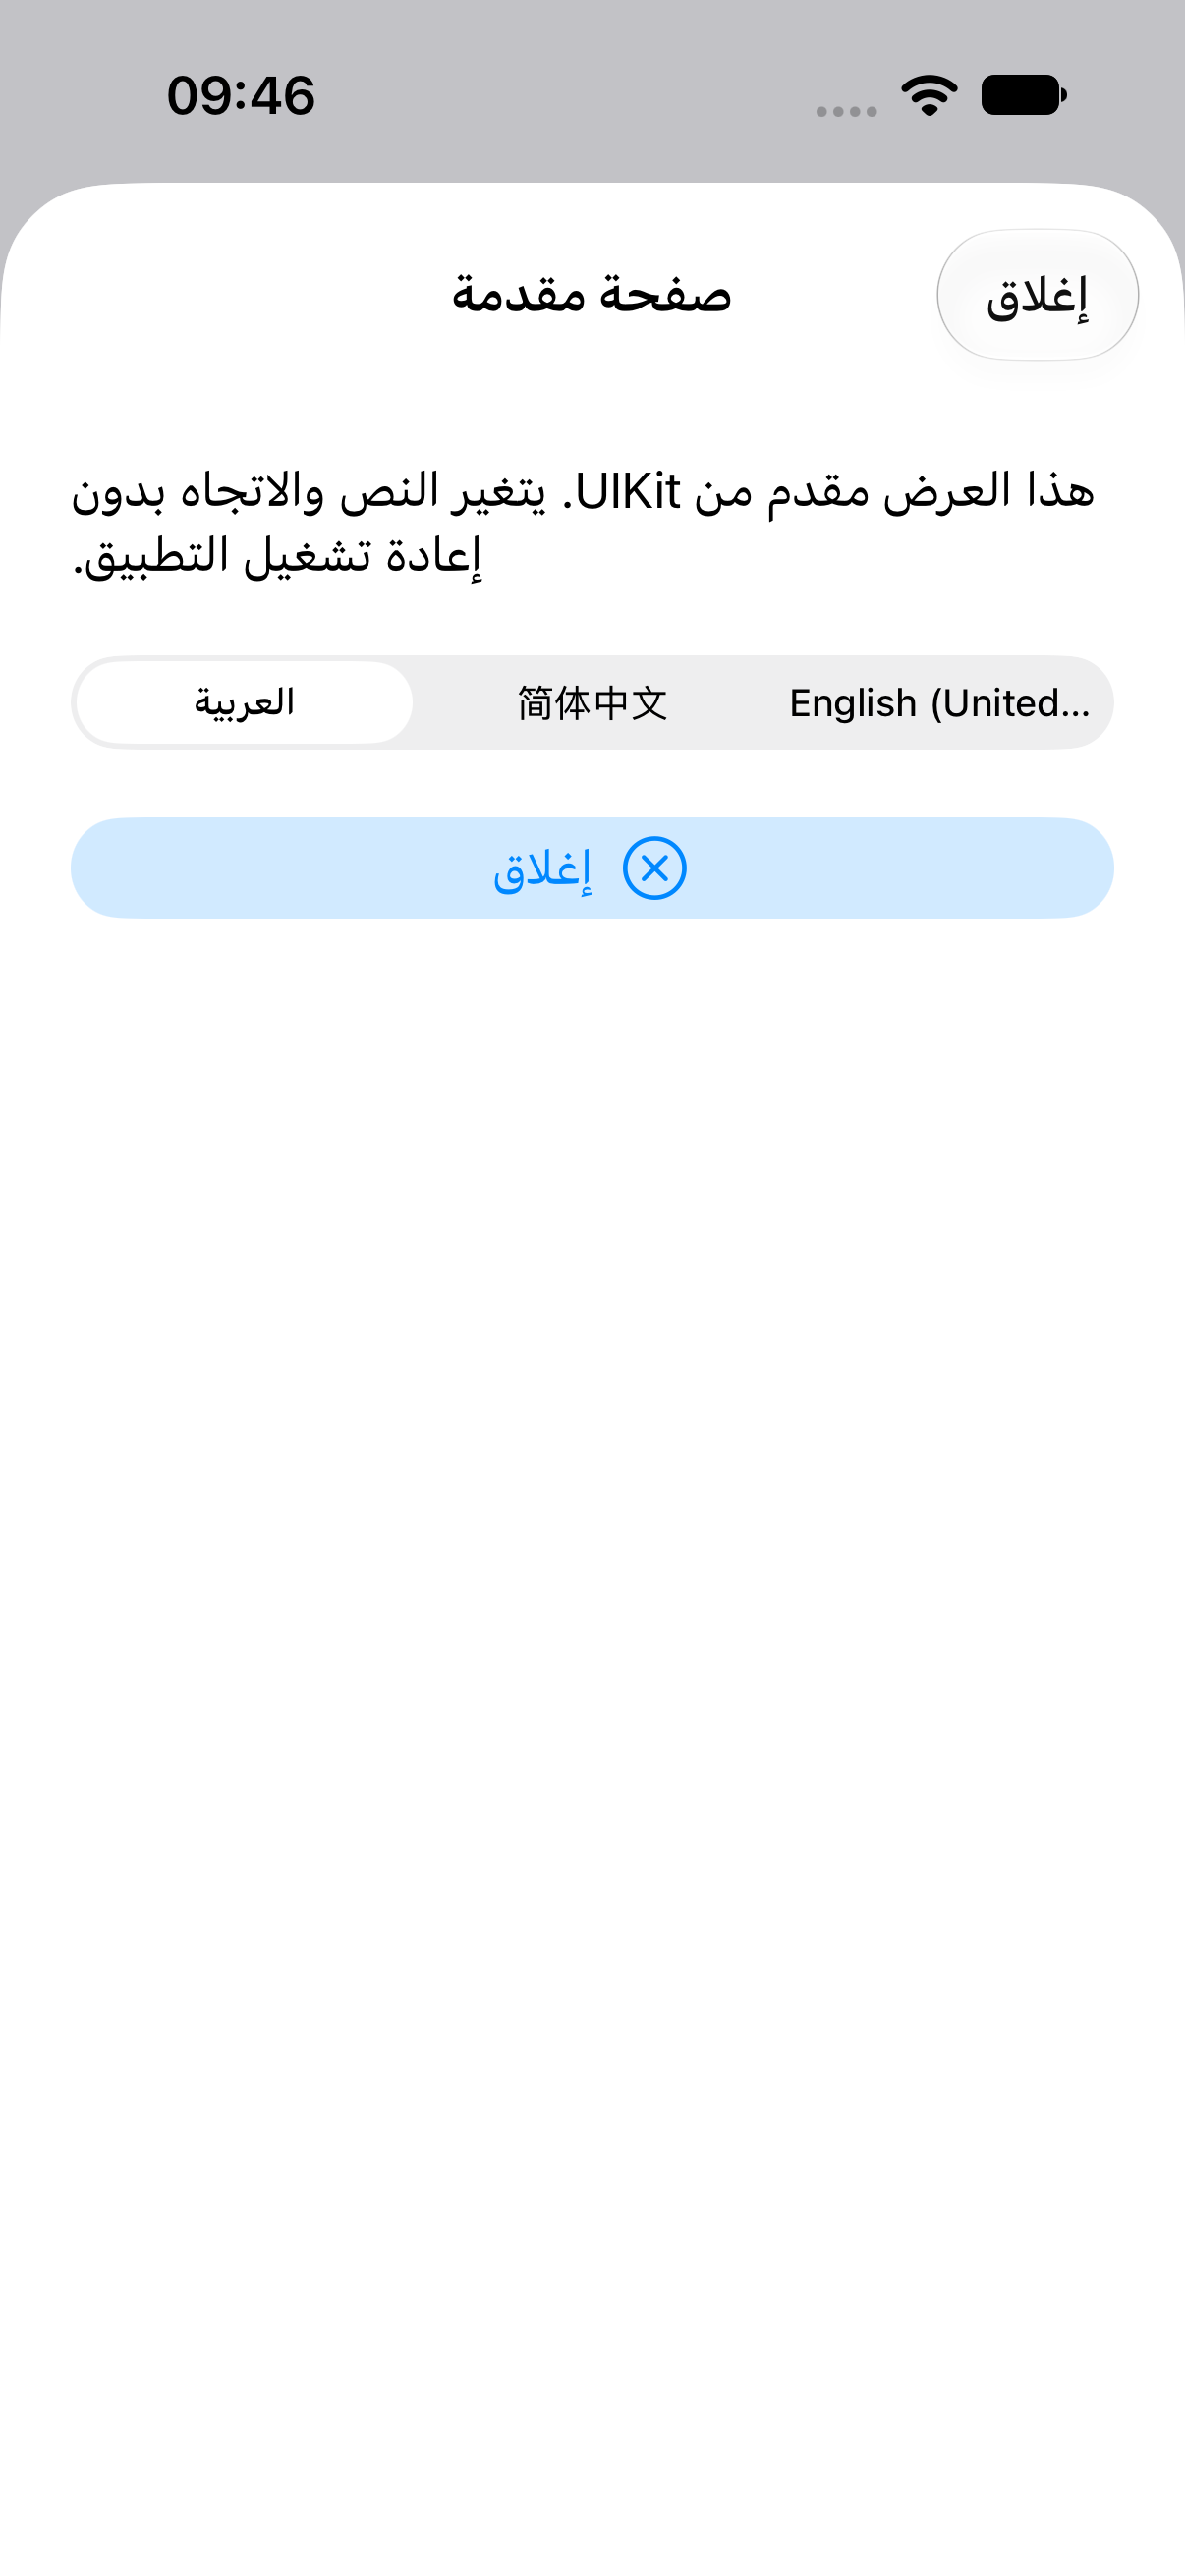 09:46
إغلاق
صفحة مقدمة
هذا العرض مقدم من UIKit. يتغير النص والاتجاه بدون
إعادة تشغيل التطبيق.
English (United...
简体中文
العربية
إغلاق